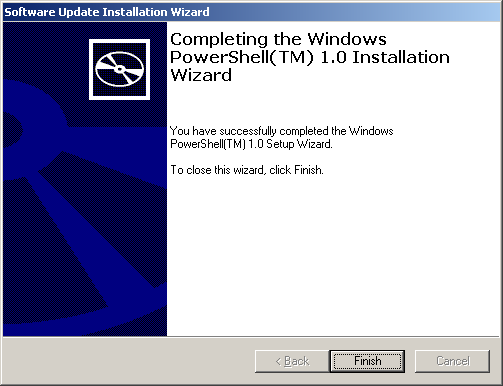 Software Update Installation Wizard
Completing the Windows
PowerShell(TM) 1.0 Installation
Wizard
You have successfully completed the Windows
PowerShell(TM) 1.0 Setup Wizard.
To close this wizard, click Finish.
< Back
Finish
Cancel